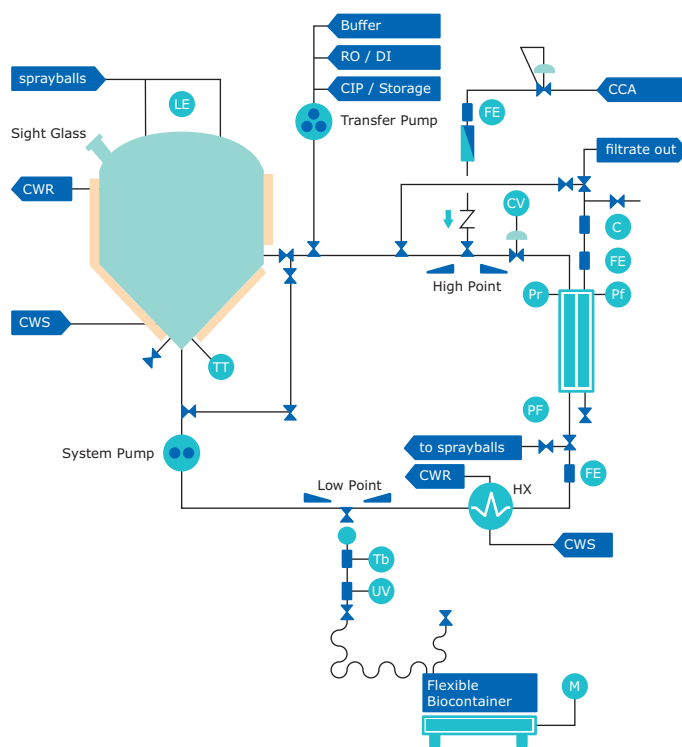 Buffer
RO / DI
CIP / Storage
Transfer Pump
sprayballs
LE
Sight Glass
FE
CCA
filtrate out
CWR
CV
C
FE
High Point
Pr
Pf
CWS
TT
PF
System Pump
to sprayballs
CWR
HX
FE
Low Point
CWS
Tb
UV
Flexible
Biocontainer
M